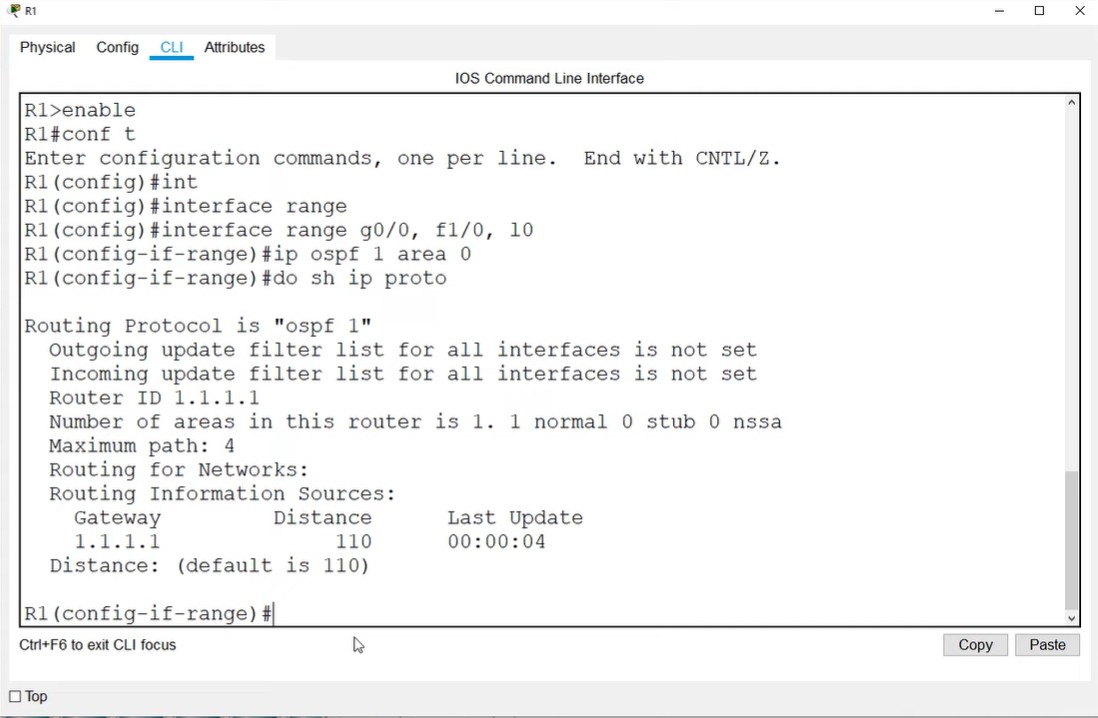 R1
Physical Config CLI Attributes
IOS Command Line Interface
R1>enable
R1#conf t
Enter configuration commands, one per line.  End with CNTL/Z.
R1(config)#int
R1(config)#interface range
R1(config)#interface range g0/0, f1/0, l0
R1(config-if-range)#ip ospf 1 area 0
R1(config-if-range)#do sh ip proto
Routing Protocol is "ospf 1"
  Outgoing update filter list for all interfaces is not set
  Incoming update filter list for all interfaces is not set
  Router ID 1.1.1.1
  Number of areas in this router is 1. 1 normal 0 stub 0 nssa
  Maximum path: 4
  Routing for Networks:
  Routing Information Sources:
    Gateway         Distance      Last Update
    1.1.1.1              110      00:00:04
  Distance: (default is 110)
R1(config-if-range)#
Ctrl+F6 to exit CLI focus
Copy Paste
Top